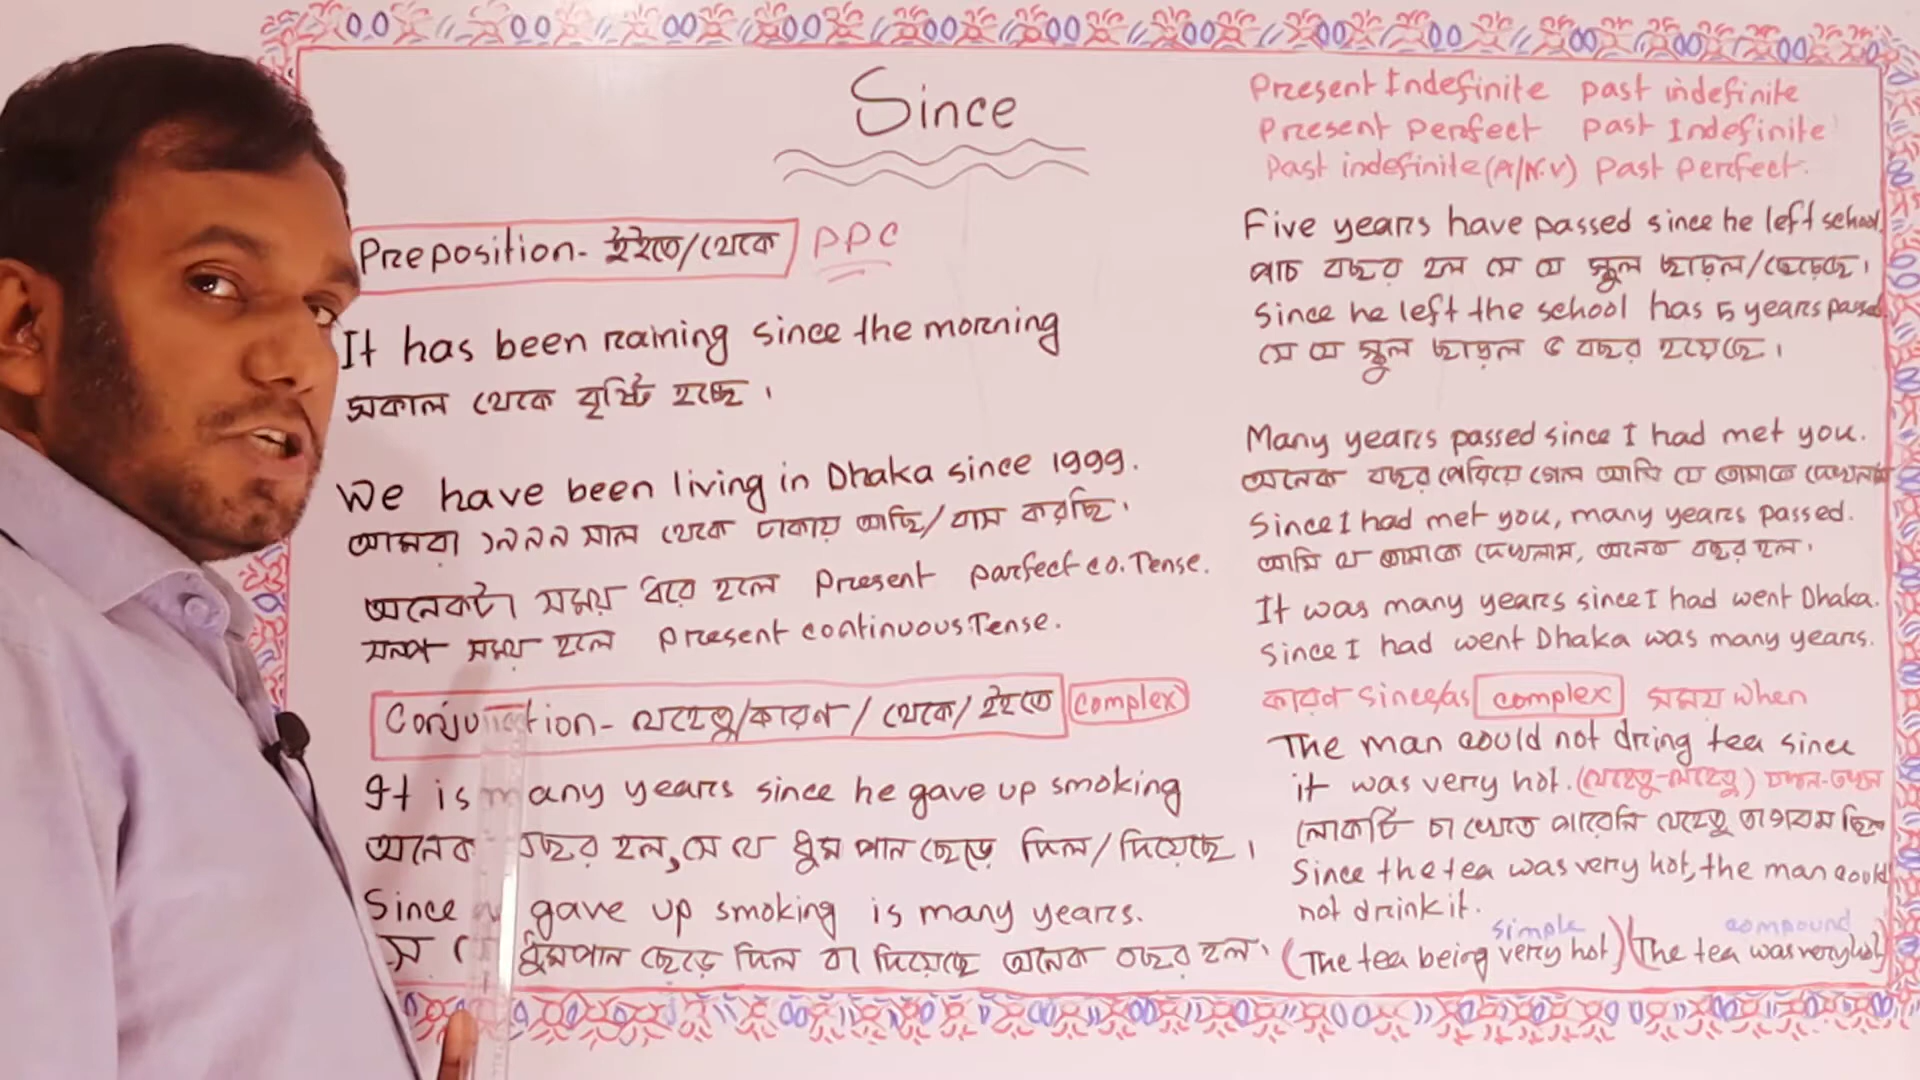 Since
Preposition- হইতে/থেকে PPC
It has been raining since the morning
সকাল থেকে বৃষ্টি হচ্ছে।
We have been living in Dhaka since 1999.
আমরা ১৯৯৯ সাল থেকে ঢাকায় আছি/বাস করছি.
অনেকটা সময় ধরে হলে present parfect co. Tense.
সময় হলে present continuous Tense.
Conjunction- যেহেতু/কারণ/থেকে/হইতে complex
It is many years since he gave up smoking
অনেক বছর হল, সে যে ধুমপান ছেড়ে দিল/দিয়েছে।
Since gave up smoking is many years.
ধুমপান ছেড়ে দিল বা দিয়েছে অনেক বছর হল.
Present Indefinite past indefinite
Present perfect past Indefinite
Past indefinite (A/N.V) past perfect.
Five years have passed since he left school.
পাচ বছর হল সে যে স্কুল ছাড়ল/ছেড়েছে।
Since he left the school has 5 years passed.
সে যে স্কুল ছাড়ল ৫ বছর হয়েছে।
Many years passed since I had met you.
অনেক বছর পেরিয়ে গেল আমি যে তোমাকে দেখলাম
Since I had met you, many years passed.
আমি যে তোমাকে দেখলাম, অনেক বছর হল.
It was many years since I had went Dhaka.
Since I had went Dhaka was many years.
কারণ since/as complex সময় when
The man could not dring tea since
it was very hot. (যেহেতু-সেহেতু) যখন-তখন
লোকটি চা খেতে পারেনি যেহেতু তা গরম ছিল
Since the tea was very hot, the man could
not drink it.
simple compound
(The tea being very hot) (The tea was very hot)